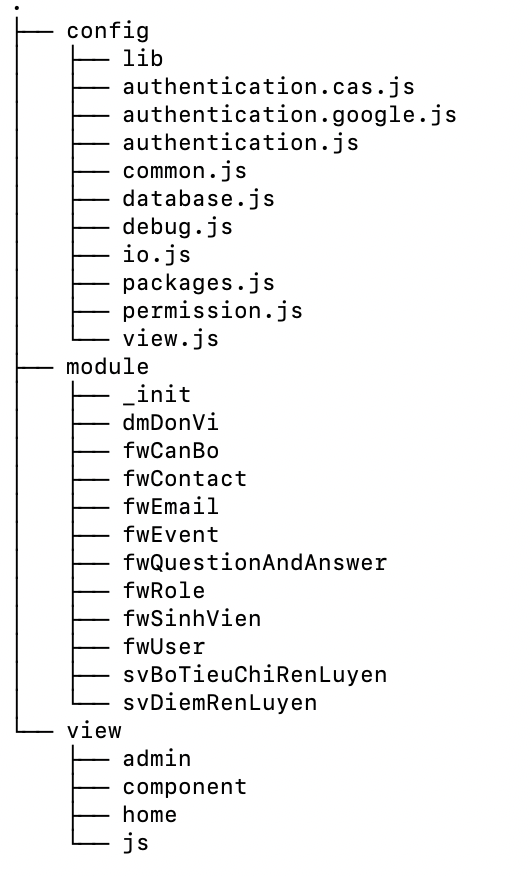 .
├── config
│   ├── lib
│   ├── authentication.cas.js
│   ├── authentication.google.js
│   ├── authentication.js
│   ├── common.js
│   ├── database.js
│   ├── debug.js
│   ├── io.js
│   ├── packages.js
│   ├── permission.js
│   └── view.js
├── module
│   ├── _init
│   ├── dmDonVi
│   ├── fwCanBo
│   ├── fwContact
│   ├── fwEmail
│   ├── fwEvent
│   ├── fwQuestionAndAnswer
│   ├── fwRole
│   ├── fwSinhVien
│   ├── fwUser
│   ├── svBoTieuChiRenLuyen
│   └── svDiemRenLuyen
└── view
    ├── admin
    ├── component
    ├── home
    └── js